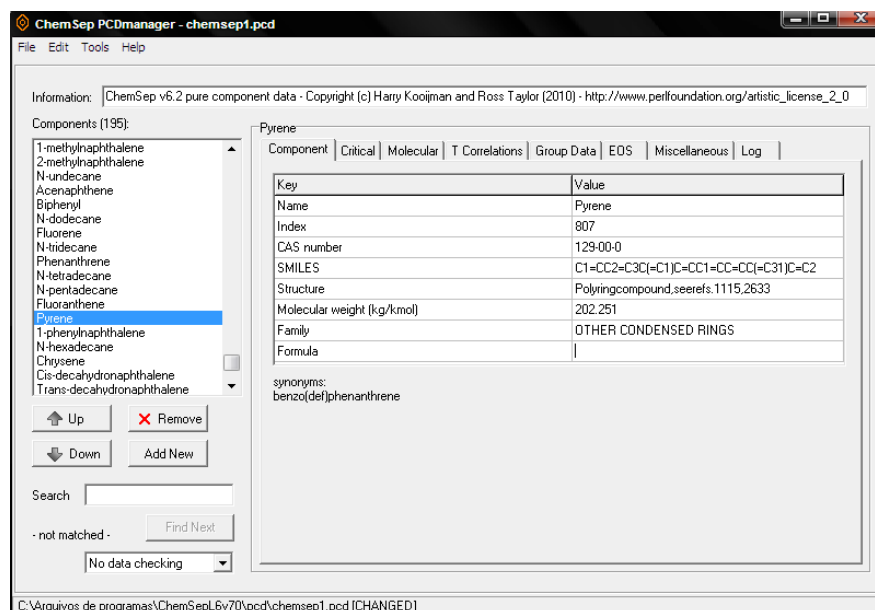 ChemSep PCDmanager - chemsep1.pcd
File Edit Tools Help
Information: ChemSep v6.2 pure component data - Copyright (c) Harry Kooijman and Ross Taylor (2010) - http://www.perlfoundation.org/artistic_license_2_0
Components (195):
1-methylnaphthalene
2-methylnaphthalene
N-undecane
Acenaphthene
Biphenyl
N-dodecane
Fluorene
N-tridecane
Phenanthrene
N-tetradecane
N-pentadecane
Fluoranthene
Pyrene
1-phenylnaphthalene
N-hexadecane
Chrysene
Cis-decahydronaphthalene
Trans-decahydronaphthalene
Up
Remove
Down
Add New
Search
- not matched -
Find Next
No data checking
Pyrene
Component Critical Molecular T Correlations Group Data EOS Miscellaneous Log
Key Value
Name Pyrene
Index 807
CAS number 129-00-0
SMILES C1=CC2=C3C(=C1)C=CC1=CC=CC(=C31)C=C2
Structure Polyringcompound,seerefs.1115,2633
Molecular weight (kg/kmol) 202.251
Family OTHER CONDENSED RINGS
Formula
synonyms:
benzo(def)phenanthrene
C:\Arquivos de programas\ChemSepL6v70\pcd\chemsep1.pcd [CHANGED]